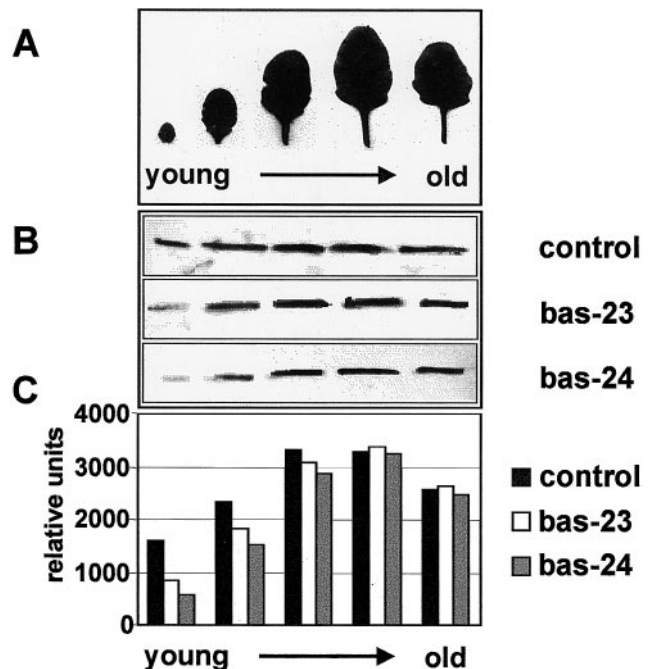 A
young old
B
control
bas-23
bas-24
C
relative units
4000
3000
2000
1000
0
control
bas-23
bas-24
young old